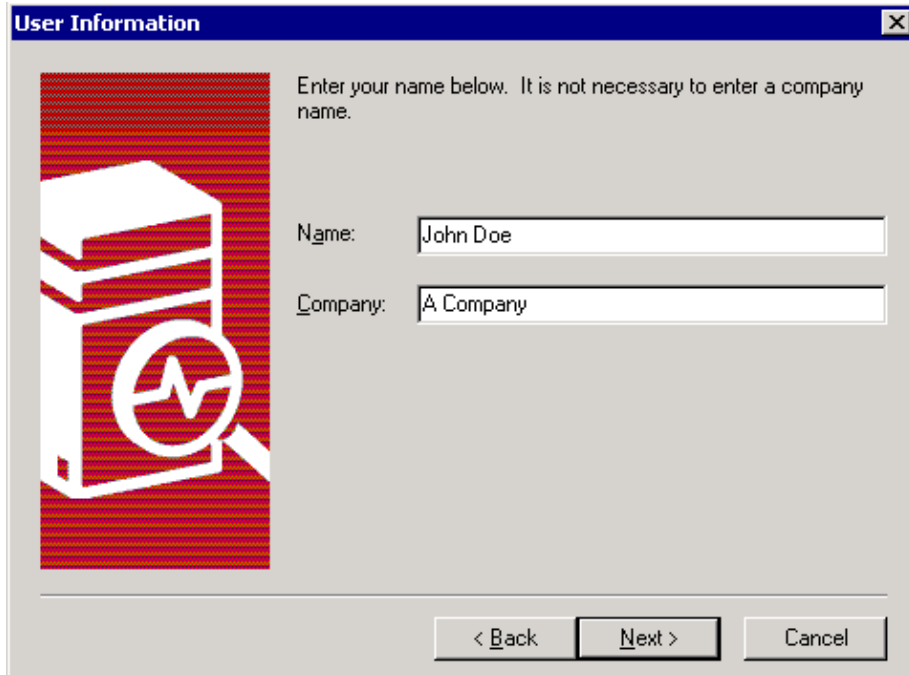 User Information
Enter your name below.  It is not necessary to enter a company
name.
Name: John Doe
Company: A Company
< Back Next > Cancel